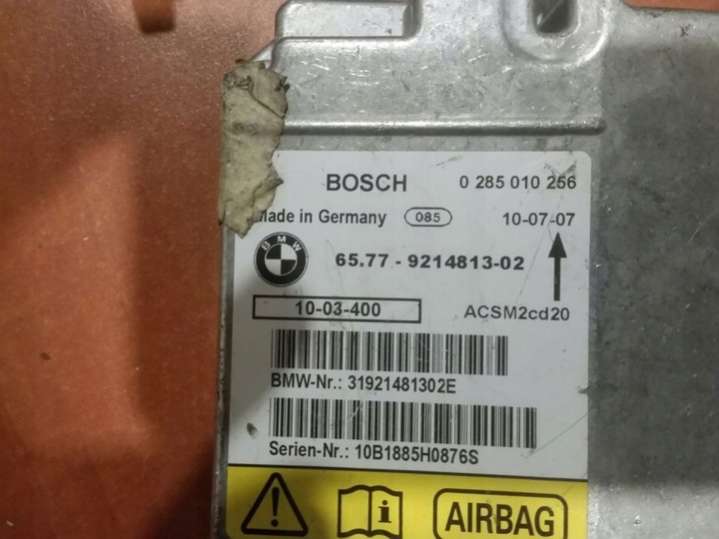 BOSCH 0 285 010 256
Made in Germany 085 10-07-07
BMW 65.77 - 9214813-02
10-03-400 ACSM2cd20
BMW-Nr.: 31921481302E
Serien-Nr.: 10B1885H0876S
i AIRBAG